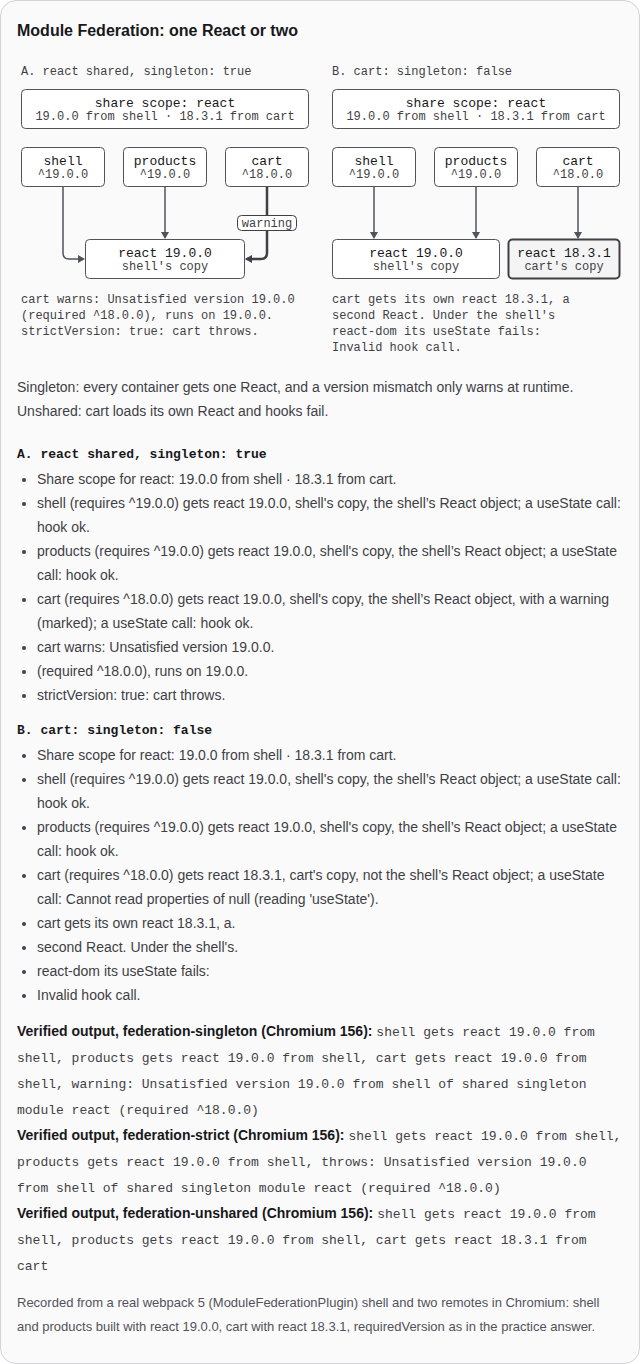 Module Federation: one React or two
A. react shared, singleton: true
share scope: react
19.0.0 from shell · 18.3.1 from cart
shell
^19.0.0
products
^19.0.0
cart
^18.0.0
warning
react 19.0.0
shell's copy
cart warns: Unsatisfied version 19.0.0
(required ^18.0.0), runs on 19.0.0.
strictVersion: true: cart throws.
B. cart: singleton: false
share scope: react
19.0.0 from shell · 18.3.1 from cart
shell
^19.0.0
products
^19.0.0
cart
^18.0.0
react 19.0.0
shell's copy
react 18.3.1
cart's copy
cart gets its own react 18.3.1, a
second React. Under the shell's
react-dom its useState fails:
Invalid hook call.
Singleton: every container gets one React, and a version mismatch only warns at runtime.
Unshared: cart loads its own React and hooks fail.
A. react shared, singleton: true
• Share scope for react: 19.0.0 from shell · 18.3.1 from cart.
• shell (requires ^19.0.0) gets react 19.0.0, shell's copy, the shell’s React object; a useState call:
hook ok.
• products (requires ^19.0.0) gets react 19.0.0, shell's copy, the shell’s React object; a useState
call: hook ok.
• cart (requires ^18.0.0) gets react 19.0.0, shell's copy, the shell’s React object, with a warning
(marked); a useState call: hook ok.
• cart warns: Unsatisfied version 19.0.0.
• (required ^18.0.0), runs on 19.0.0.
• strictVersion: true: cart throws.
B. cart: singleton: false
• Share scope for react: 19.0.0 from shell · 18.3.1 from cart.
• shell (requires ^19.0.0) gets react 19.0.0, shell's copy, the shell’s React object; a useState call:
hook ok.
• products (requires ^19.0.0) gets react 19.0.0, shell's copy, the shell’s React object; a useState
call: hook ok.
• cart (requires ^18.0.0) gets react 18.3.1, cart's copy, not the shell’s React object; a useState
call: Cannot read properties of null (reading 'useState').
• cart gets its own react 18.3.1, a.
• second React. Under the shell's.
• react-dom its useState fails:
• Invalid hook call.
Verified output, federation-singleton (Chromium 156): shell gets react 19.0.0 from
shell, products gets react 19.0.0 from shell, cart gets react 19.0.0 from
shell, warning: Unsatisfied version 19.0.0 from shell of shared singleton
module react (required ^18.0.0)
Verified output, federation-strict (Chromium 156): shell gets react 19.0.0 from shell,
products gets react 19.0.0 from shell, throws: Unsatisfied version 19.0.0
from shell of shared singleton module react (required ^18.0.0)
Verified output, federation-unshared (Chromium 156): shell gets react 19.0.0 from
shell, products gets react 19.0.0 from shell, cart gets react 18.3.1 from
cart
Recorded from a real webpack 5 (ModuleFederationPlugin) shell and two remotes in Chromium: shell
and products built with react 19.0.0, cart with react 18.3.1, requiredVersion as in the practice answer.